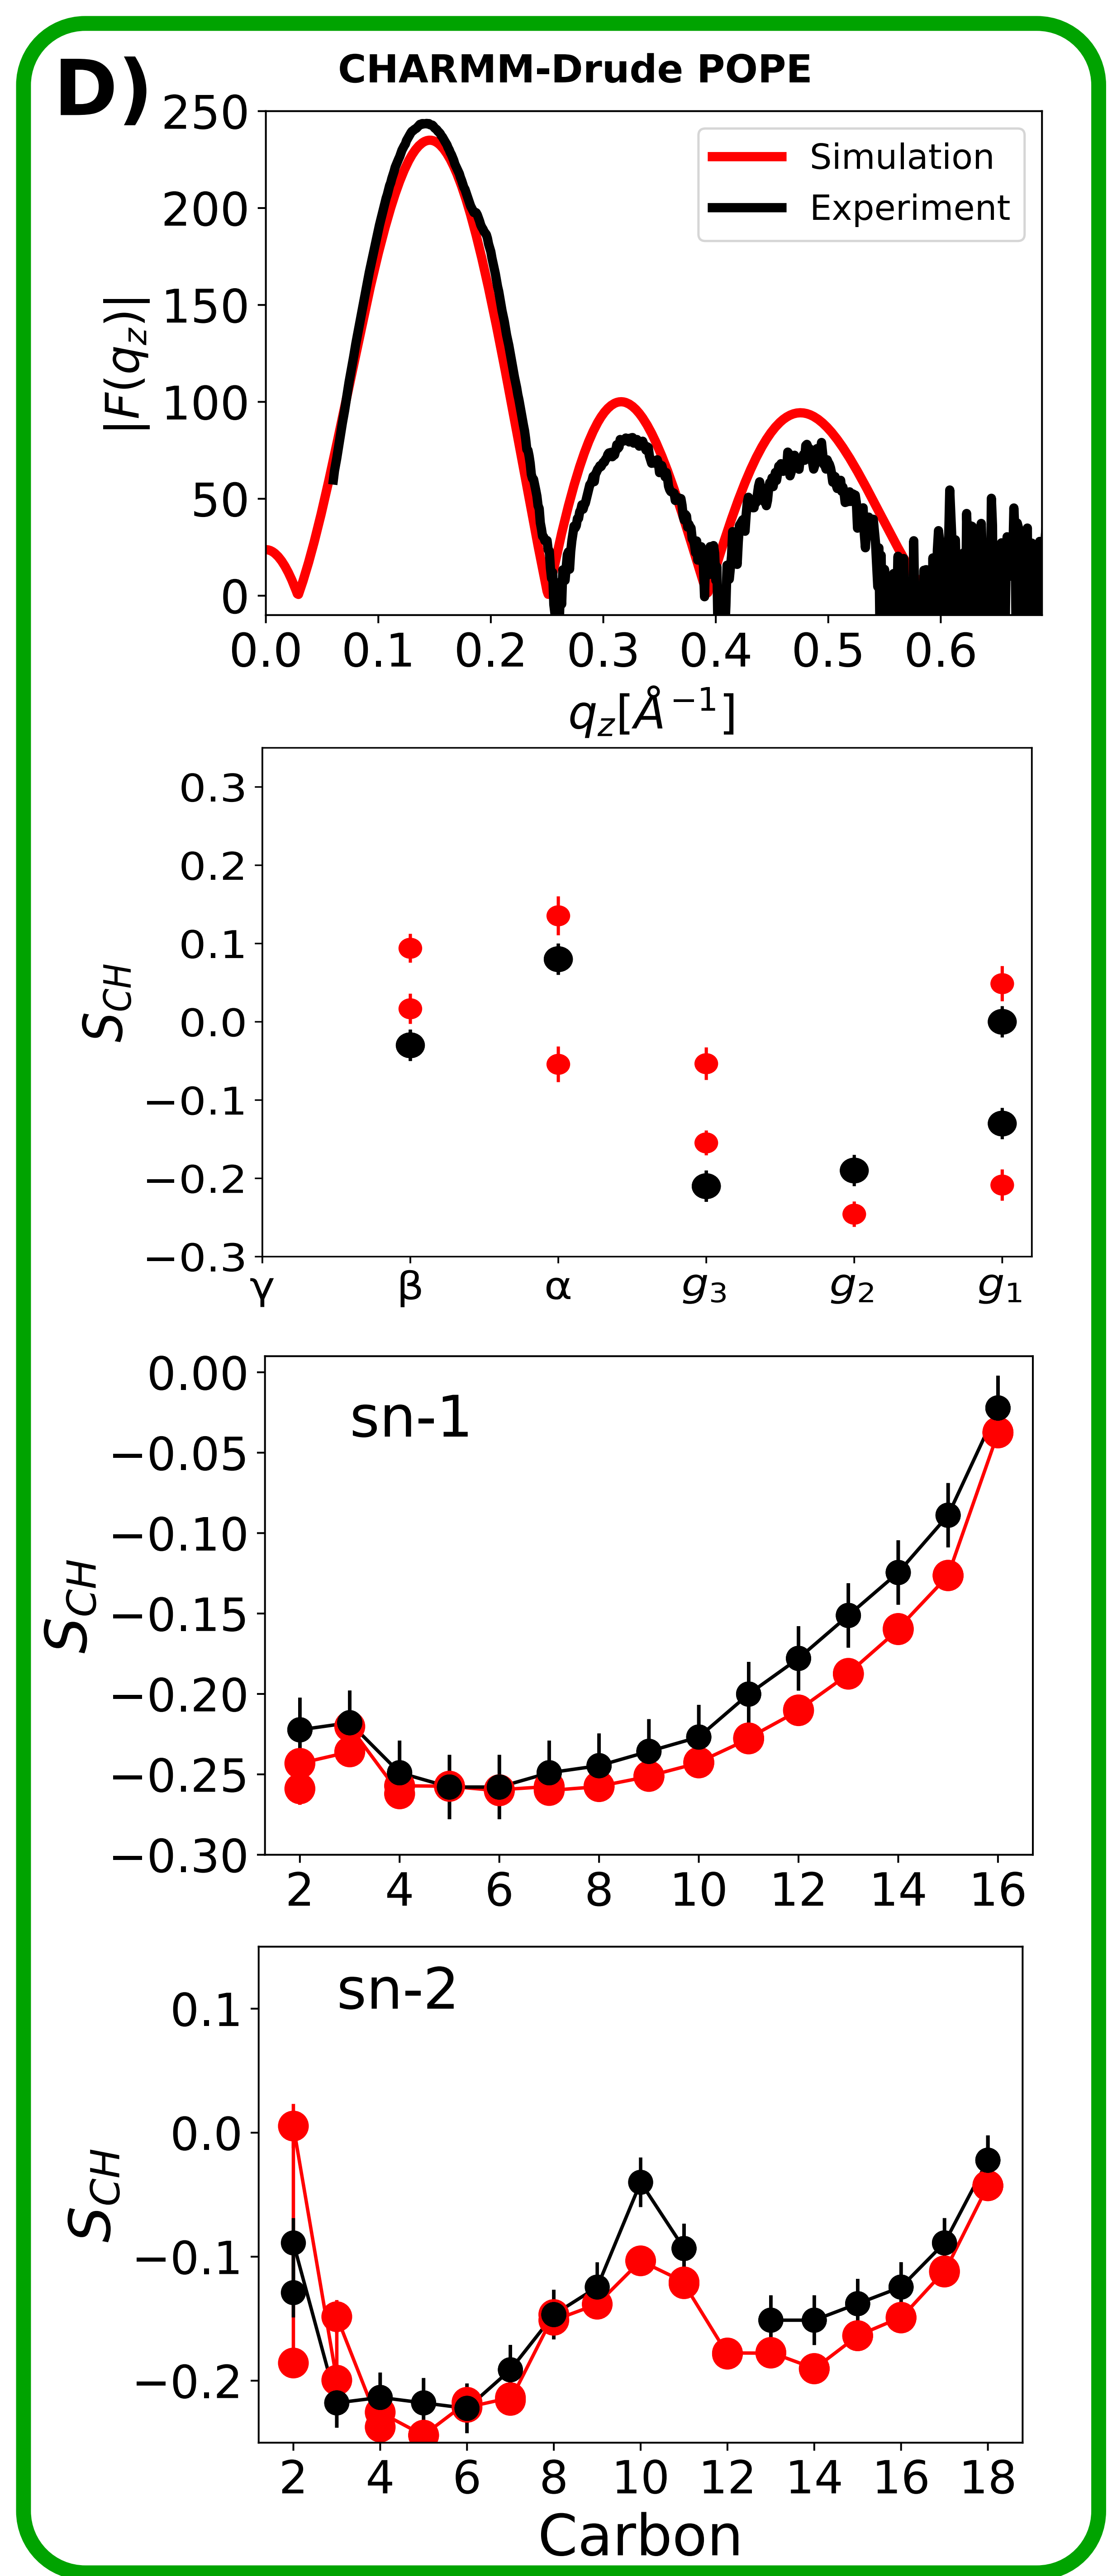 D)
CHARMM-Drude POPE
250
200
150
100
50
0
|F(q_z)|
Simulation
Experiment
0.0 0.1 0.2 0.3 0.4 0.5 0.6
q_z[Å⁻¹]
0.3
0.2
0.1
0.0
−0.1
−0.2
−0.3
S_CH
γ β α g₃ g₂ g₁
0.00
−0.05
−0.10
−0.15
−0.20
−0.25
−0.30
S_CH
sn-1
2 4 6 8 10 12 14 16
sn-2
0.1
0.0
−0.1
−0.2
S_CH
2 4 6 8 10 12 14 16 18
Carbon